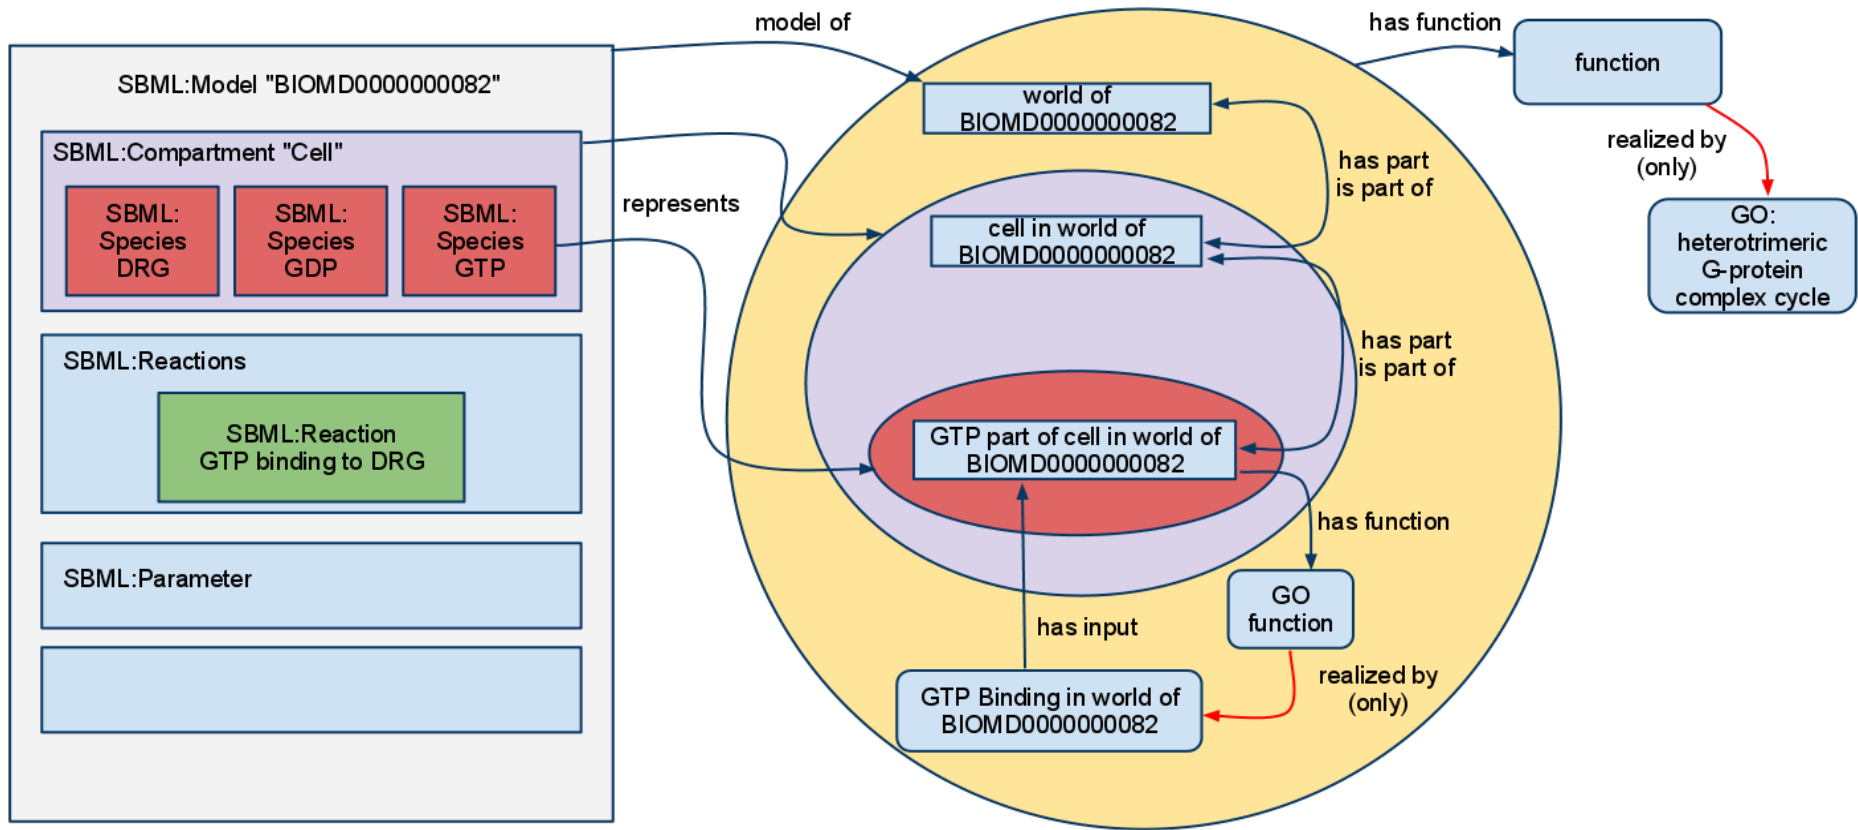 SBML:Model "BIOMD0000000082"
SBML:Compartment "Cell"
SBML:
Species
DRG
SBML:
Species
GDP
SBML:
Species
GTP
SBML:Reactions
SBML:Reaction
GTP binding to DRG
SBML:Parameter
model of
represents
world of
BIOMD0000000082
has part
is part of
cell in world of
BIOMD0000000082
has part
is part of
GTP part of cell in world of
BIOMD0000000082
has function
GO
function
has input
realized by
(only)
GTP Binding in world of
BIOMD0000000082
has function
function
realized by
(only)
GO:
heterotrimeric
G-protein
complex cycle